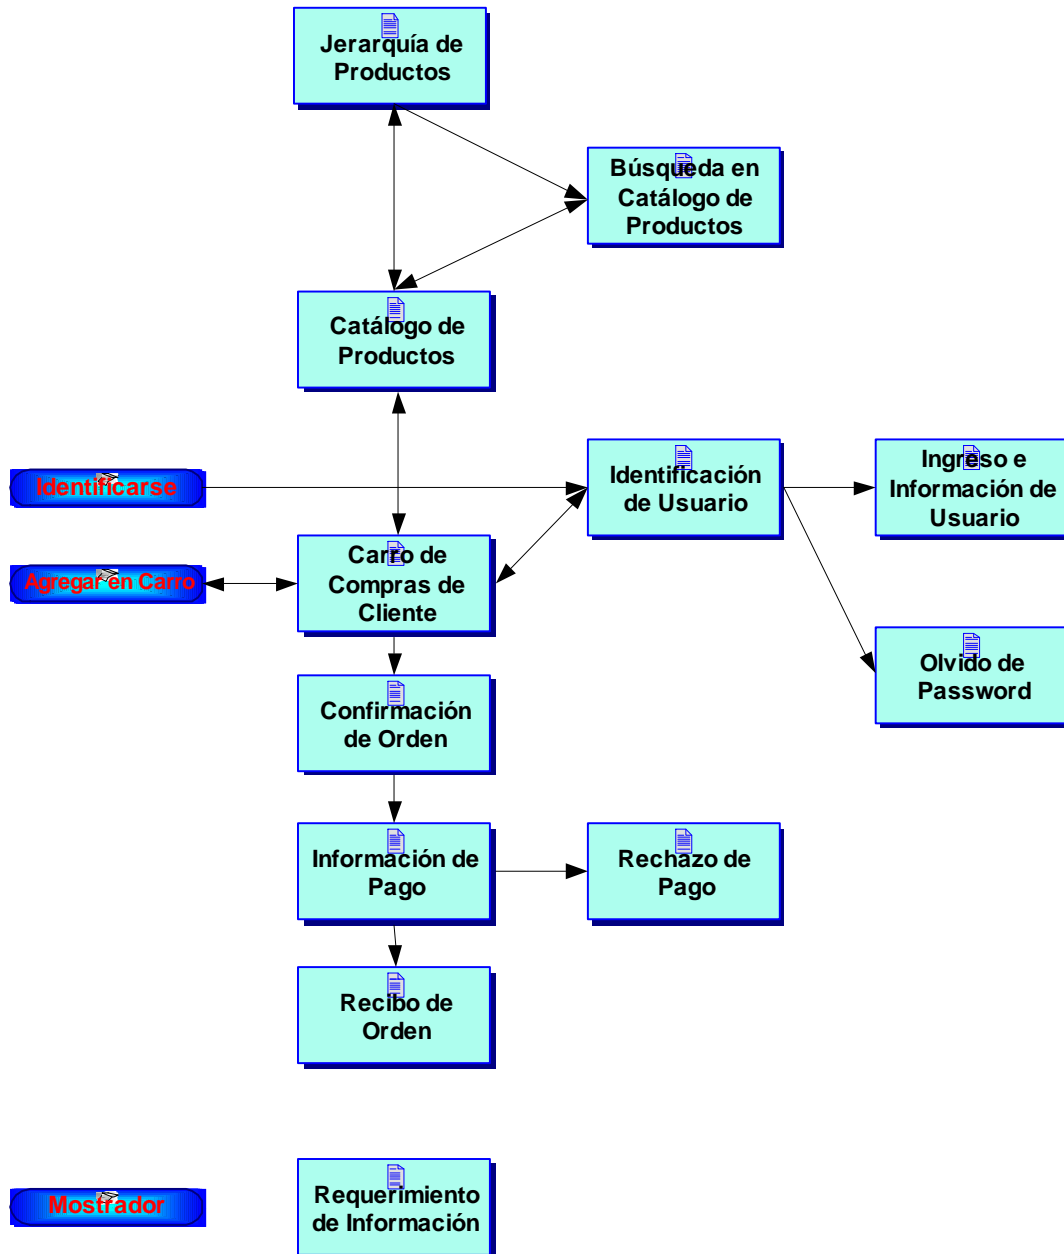 Jerarquía de
Productos
Búsqueda en
Catálogo de
Productos
Catálogo de
Productos
Identificarse
Identificación
de Usuario
Ingreso e
Información de
Usuario
Agregar en Carro
Carro de
Compras de
Cliente
Olvido de
Password
Confirmación
de Orden
Información de
Pago
Rechazo de
Pago
Recibo de
Orden
Mostrador
Requerimiento
de Información